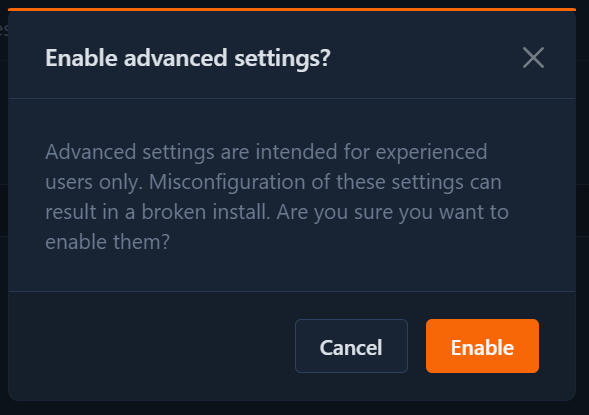 Enable advanced settings?
Advanced settings are intended for experienced
users only. Misconfiguration of these settings can
result in a broken install. Are you sure you want to
enable them?
Cancel
Enable